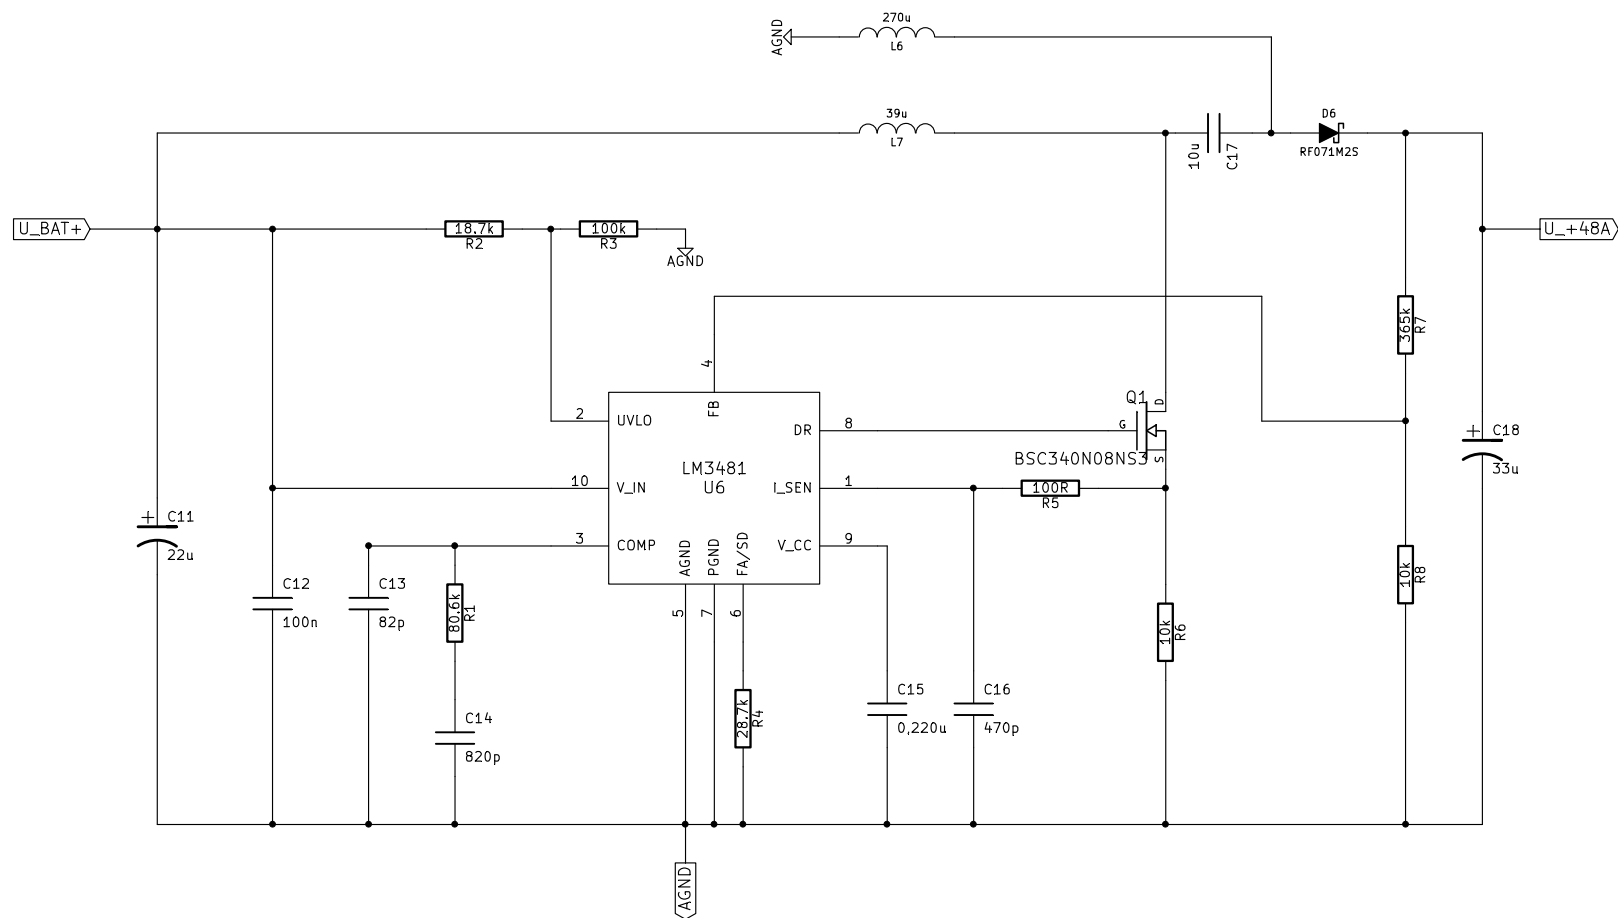 270u
AGND
L6
39u
L7
D6
RF071M2S
10u
C17
U_BAT+
18.7k
R2
100k
R3
AGND
U_+48A
365k
R7
4
FB
2
UVLO
DR
8
Q1
D
G
S
BSC340N08NS3
LM3481
U6
10
V_IN
I_SEN
1
100R
R5
+
C18
33u
+
C11
22u
3
COMP
AGND
PGND
FA/SD
V_CC
9
5
7
6
C12
100n
C13
82p
80.6k
R1
10k
R6
10k
R8
C14
820p
28.7k
R4
C15
0,220u
C16
470p
AGND